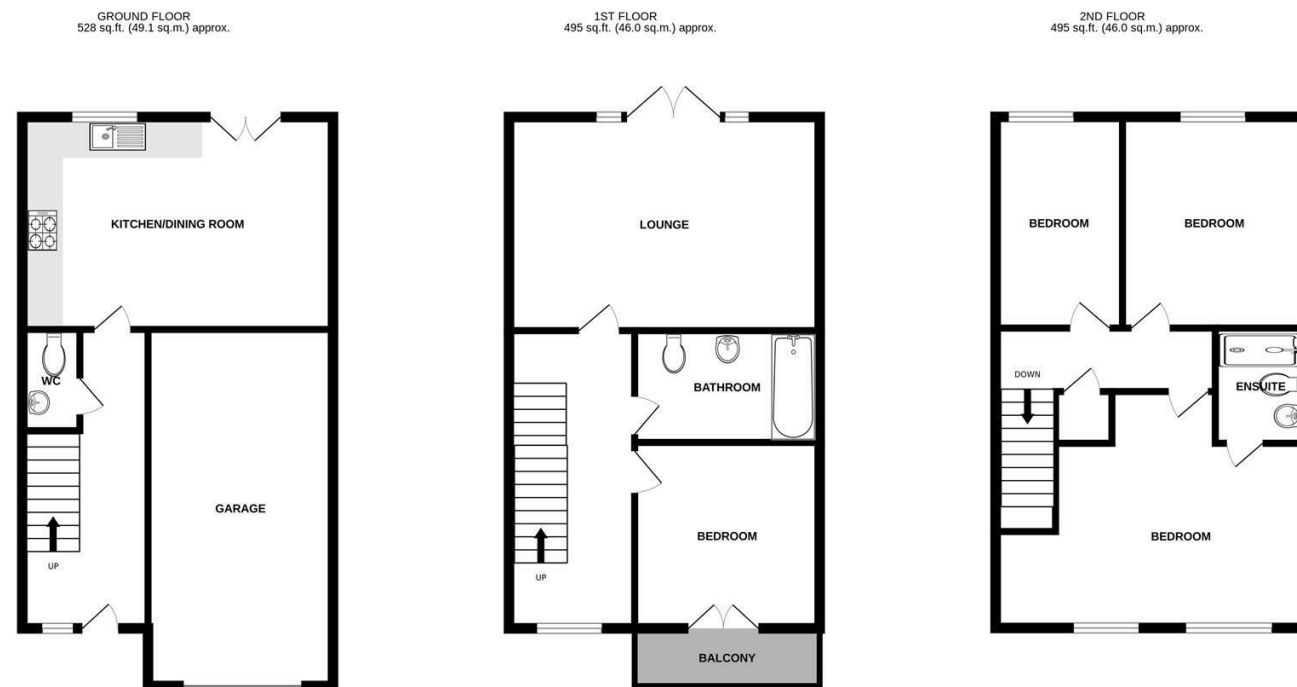 GROUND FLOOR
528 sq.ft. (49.1 sq.m.) approx.
KITCHEN/DINING ROOM
WC
GARAGE
UP
1ST FLOOR
495 sq.ft. (46.0 sq.m.) approx.
LOUNGE
BATHROOM
BEDROOM
UP
BALCONY
2ND FLOOR
495 sq.ft. (46.0 sq.m.) approx.
BEDROOM
BEDROOM
DOWN
ENSUITE
BEDROOM